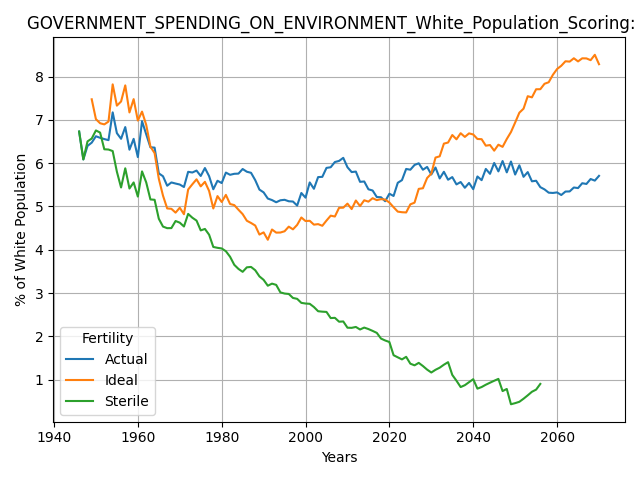 GOVERNMENT_SPENDING_ON_ENVIRONMENT_White_Population_Scoring:
% of White Population
8
7
6
5
4
3
2
1
Fertility
Actual
Ideal
Sterile
1940 1960 1980 2000 2020 2040 2060
Years